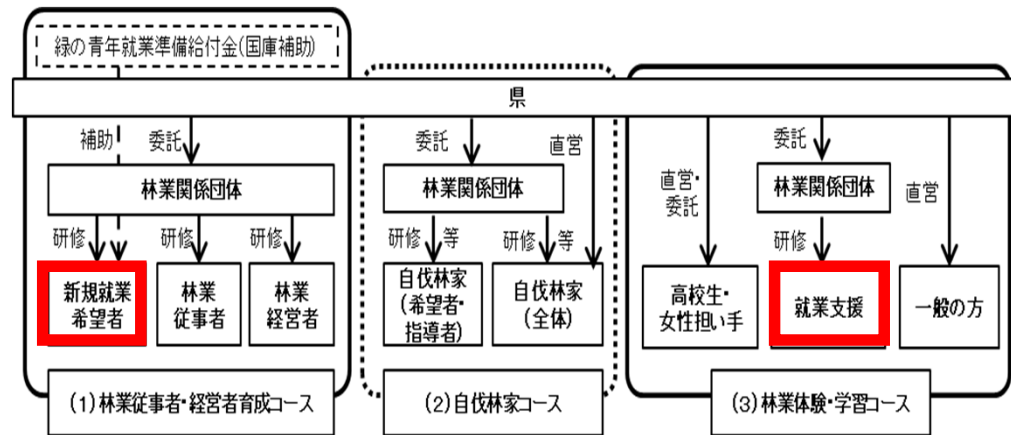 緑の青年就業準備給付金(国庫補助)
県
補助
委託
委託
直営
直営・
委託
委託
直営
林業関係団体
林業関係団体
林業関係団体
研修
研修
研修
研修 等
研修 等
研修
新規就業
希望者
林業
従事者
林業
経営者
自伐林家
(希望者・
指導者)
自伐林家
(全体)
高校生・
女性担い手
就業支援
一般の方
(1)林業従事者・経営者育成コース
(2)自伐林家コース
(3)林業体験・学習コース